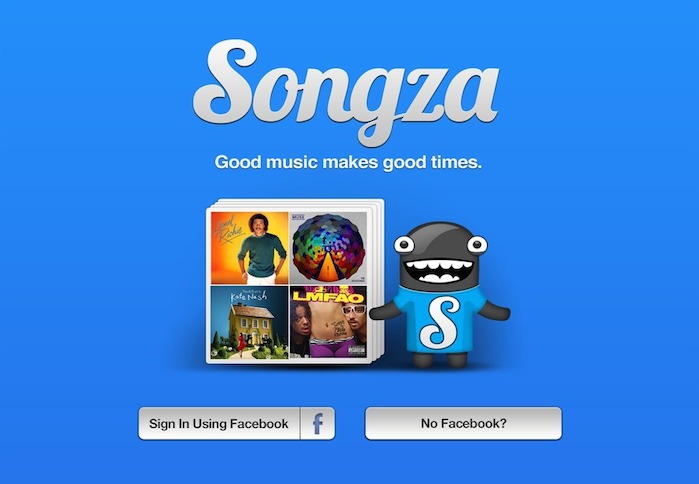 Songza
Good music makes good times.
Lionel
Richie
MUSE
Kate Nash
LMFAO
S
Sign In Using Facebook f
No Facebook?